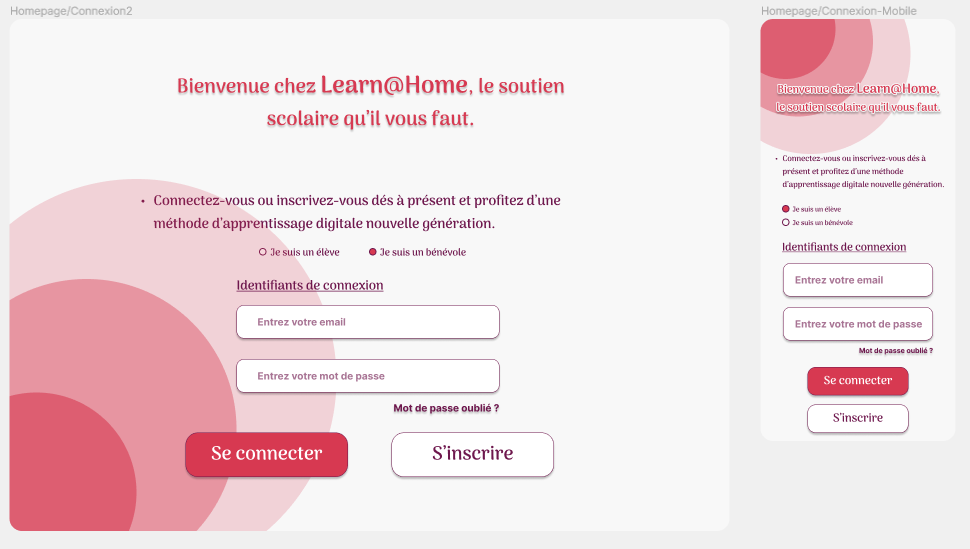 Homepage/Connexion2
Bienvenue chez Learn@Home, le soutien
scolaire qu'il vous faut.
• Connectez-vous ou inscrivez-vous dés à présent et profitez d'une
méthode d'apprentissage digitale nouvelle génération.
Je suis un élève
Je suis un bénévole
Identifiants de connexion
Entrez votre email
Entrez votre mot de passe
Mot de passe oublié ?
Se connecter
S'inscrire
Homepage/Connexion-Mobile
Bienvenue chez Learn@Home,
le soutien scolaire qu'il vous faut.
• Connectez-vous ou inscrivez-vous dés à
présent et profitez d'une méthode
d'apprentissage digitale nouvelle génération.
Je suis un élève
Je suis un bénévole
Identifiants de connexion
Entrez votre email
Entrez votre mot de passe
Mot de passe oublié ?
Se connecter
S'inscrire